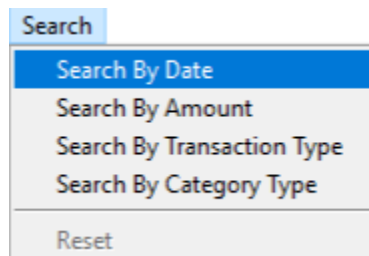 Search
Search By Date
Search By Amount
Search By Transaction Type
Search By Category Type
Reset